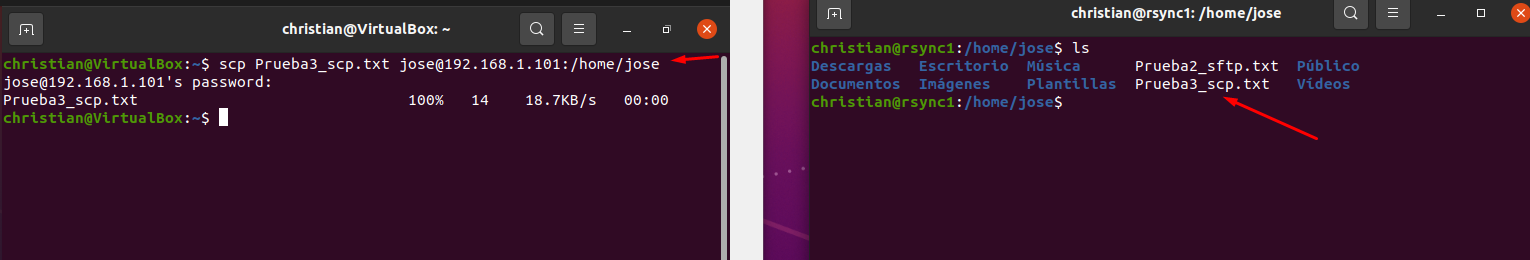 christian@VirtualBox: ~
christian@VirtualBox:~$ scp Prueba3_scp.txt jose@192.168.1.101:/home/jose
jose@192.168.1.101's password:
Prueba3_scp.txt 100% 14 18.7KB/s 00:00
christian@VirtualBox:~$
christian@rsync1: /home/jose
christian@rsync1:/home/jose$ ls
Descargas Escritorio Música Prueba2_sftp.txt Público
Documentos Imágenes Plantillas Prueba3_scp.txt Vídeos
christian@rsync1:/home/jose$